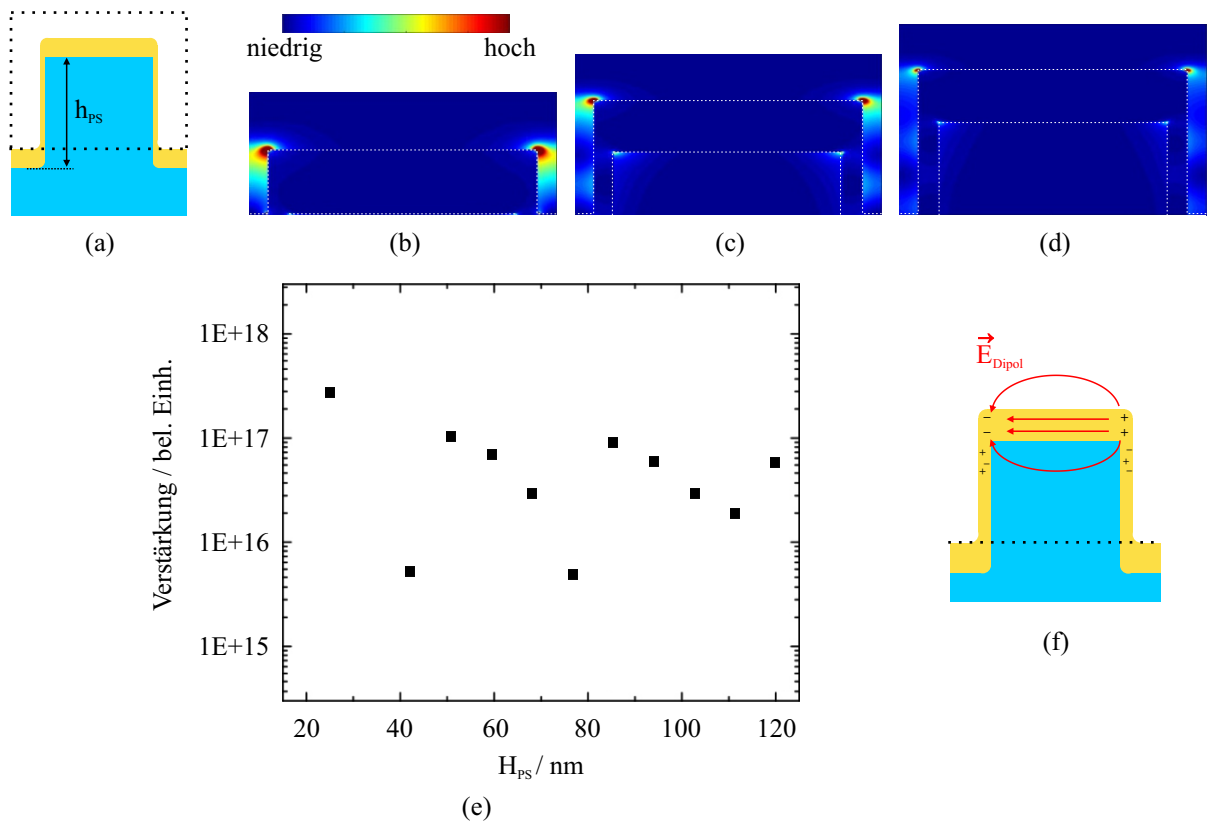 niedrig
hoch
h_PS
(a)
(b)
(c)
(d)
1E+18
1E+17
1E+16
1E+15
Verstärkung / bel. Einh.
20
40
60
80
100
120
H_PS / nm
(e)
E_Dipol
− +
− +
+ −
− +
+ −
(f)